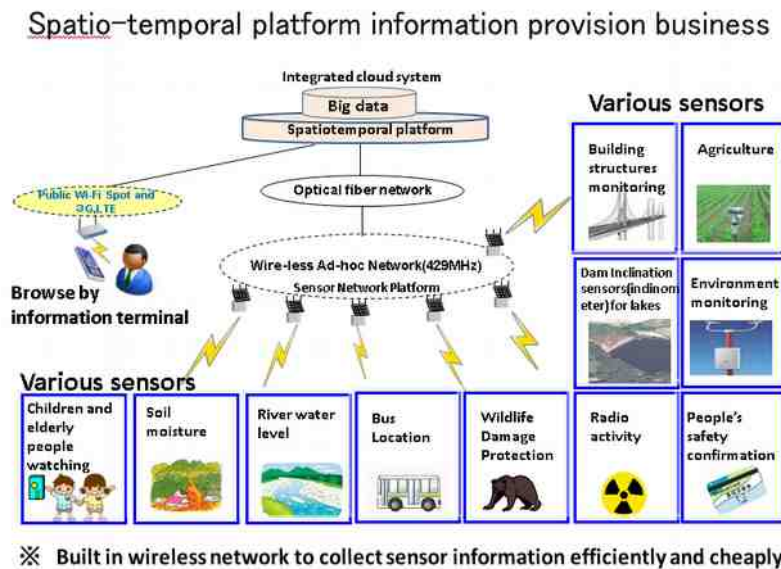 Spatio-temporal platform information provision business
Integrated cloud system
Big data
Spatiotemporal platform
Various sensors
Public Wi-Fi Spot and
3G,LTE
Optical fiber network
Building
structures
monitoring
Agriculture
Wire-less Ad-hoc Network(429MHz)
Sensor Network Platform
Browse by
information terminal
Dam Inclination
sensors(indinom
eter)for lakes
Environment
monitoring
Various sensors
Children and
elderly
people
watching
Soil
moisture
River water
level
Bus
Location
Wildlife
Damage
Protection
Radio
activity
People's
safety
confirmation
※ Built in wireless network to collect sensor information efficiently and cheaply